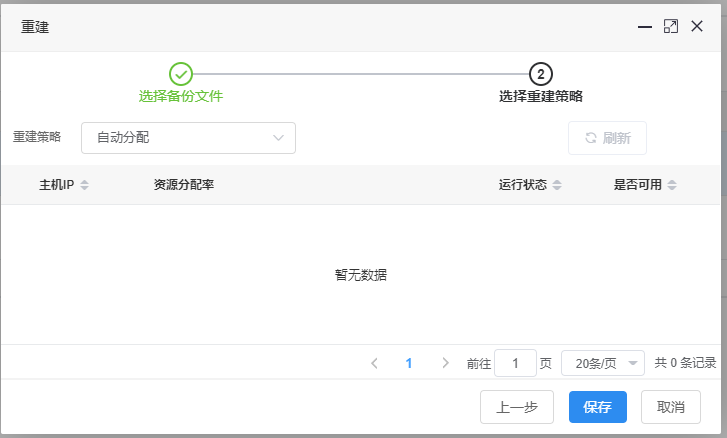 重建
2
选择备份文件 选择重建策略
重建策略 自动分配 刷新
主机IP 资源分配率 运行状态 是否可用
暂无数据
1 前往 1 页 20条/页 共 0 条记录
上一步 保存 取消